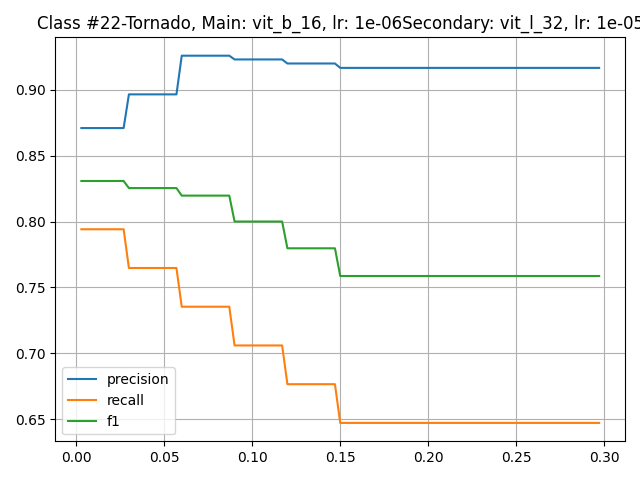 Class #22-Tornado, Main: vit_b_16, lr: 1e-06Secondary: vit_l_32, lr: 1e-05
0.90
0.85
0.80
0.75
0.70
0.65
precision
recall
f1
0.00 0.05 0.10 0.15 0.20 0.25 0.30